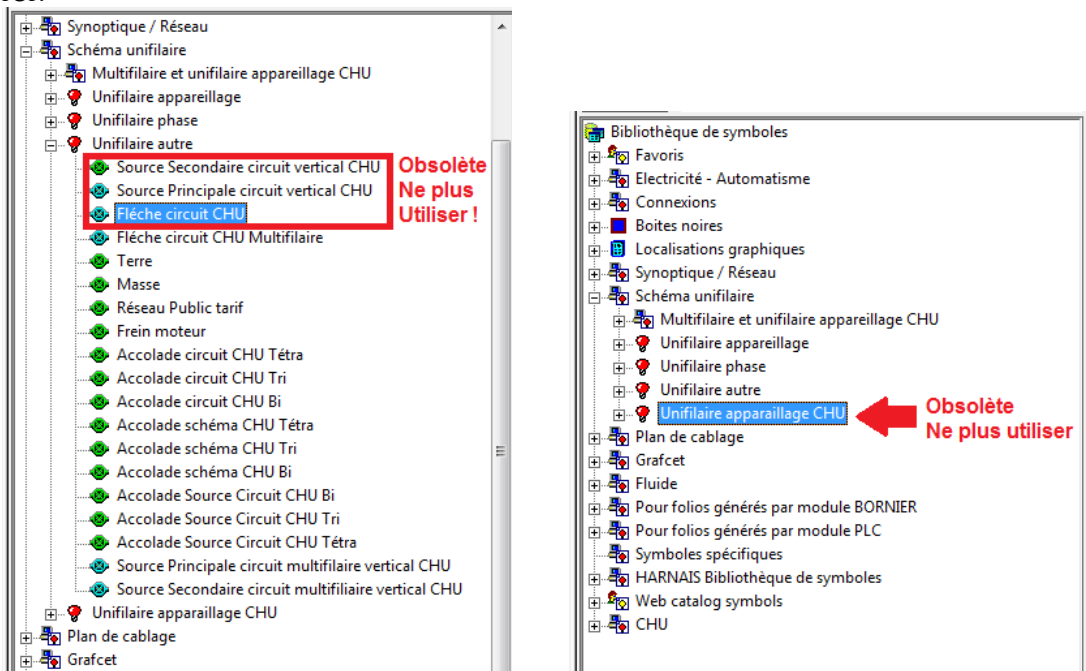 Synoptique / Réseau
Schéma unifilaire
Multifilaire et unifilaire appareillage CHU
Unifilaire appareillage
Unifilaire phase
Unifilaire autre
Source Secondaire circuit vertical CHU
Source Principale circuit vertical CHU
Fléche circuit CHU
Obsolète
Ne plus
Utiliser !
Fléche circuit CHU Multifilaire
Terre
Masse
Réseau Public tarif
Frein moteur
Accolade circuit CHU Tétra
Accolade circuit CHU Tri
Accolade circuit CHU Bi
Accolade schéma CHU Tétra
Accolade schéma CHU Tri
Accolade schéma CHU Bi
Accolade Source Circuit CHU Bi
Accolade Source Circuit CHU Tri
Accolade Source Circuit CHU Tétra
Source Principale circuit multifilaire vertical CHU
Source Secondaire circuit multifiliaire vertical CHU
Unifilaire apparaillage CHU
Plan de cablage
Grafcet
Bibliothèque de symboles
Favoris
Electricité - Automatisme
Connexions
Boites noires
Localisations graphiques
Synoptique / Réseau
Schéma unifilaire
Multifilaire et unifilaire appareillage CHU
Unifilaire appareillage
Unifilaire phase
Unifilaire autre
Unifilaire apparaillage CHU
Obsolète
Ne plus utiliser
Plan de cablage
Grafcet
Fluide
Pour folios générés par module BORNIER
Pour folios générés par module PLC
Symboles spécifiques
HARNAIS Bibliothèque de symboles
Web catalog symbols
CHU